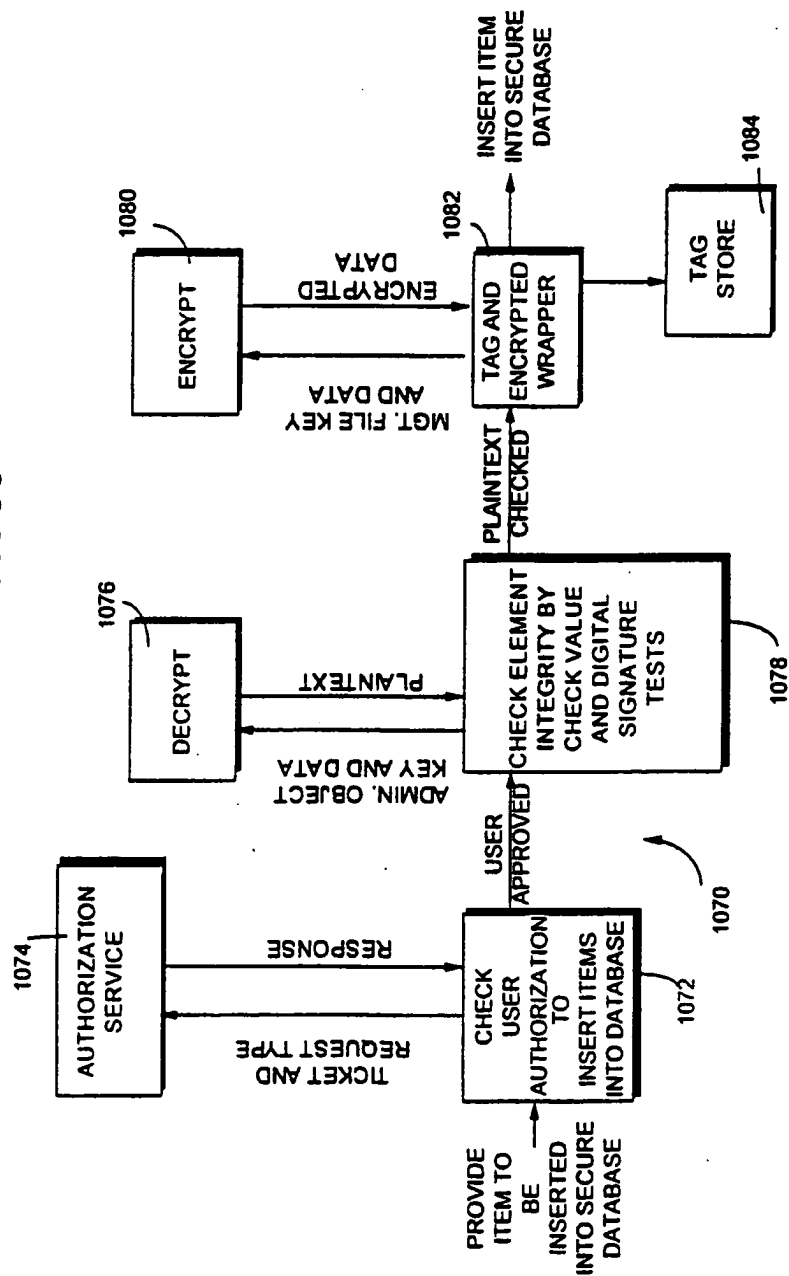 PROVIDE
ITEM TO
BE
INSERTED
INTO SECURE
DATABASE
CHECK
USER
AUTHORIZATION
TO
INSERT ITEMS
INTO DATABASE
1072
TICKET AND
REQUEST TYPE
RESPONSE
AUTHORIZATION
SERVICE
1074
USER
APPROVED
1070
CHECK ELEMENT
INTEGRITY BY
CHECK VALUE
AND DIGITAL
SIGNATURE
TESTS
1078
ADMIN. OBJECT
KEY AND DATA
PLAINTEXT
DECRYPT
1076
PLAINTEXT
CHECKED
TAG AND
ENCRYPTED
WRAPPER
1082
MGT. FILE KEY
AND DATA
ENCRYPTED
DATA
ENCRYPT
1080
INSERT ITEM
INTO SECURE
DATABASE
TAG
STORE
1084